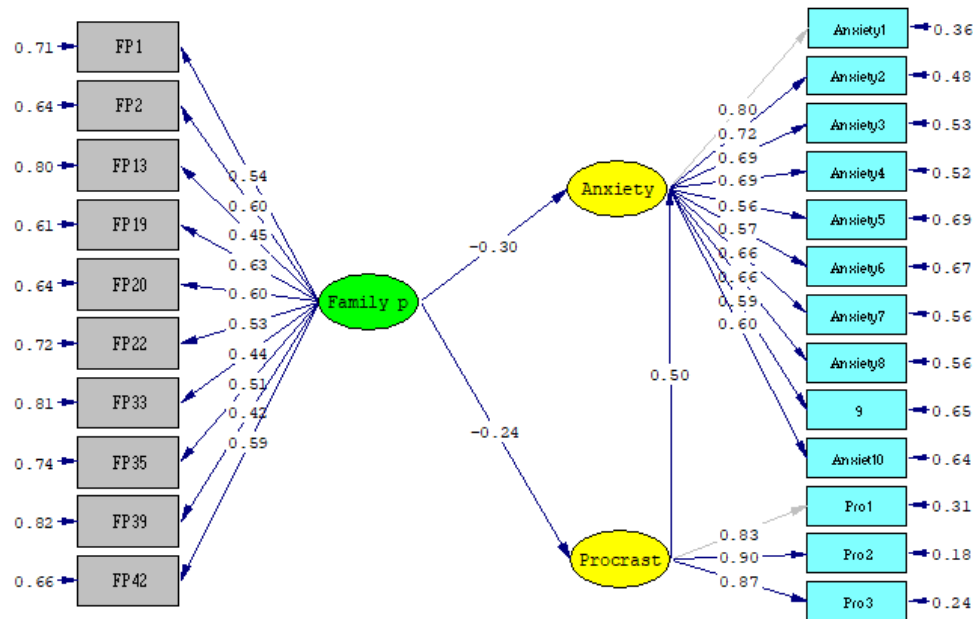 0.71 FP1
0.64 FP2
0.80 FP13
0.61 FP19
0.64 FP20
0.72 FP22
0.81 FP33
0.74 FP35
0.82 FP39
0.66 FP42
0.54
0.60
0.45
0.63
0.60
0.53
0.44
0.51
0.42
0.59
Family p
-0.30
-0.24
Anxiety
0.50
Procrast
0.80
0.72
0.69
0.69
0.56
0.57
0.66
0.66
0.59
0.60
0.83
0.90
0.87
Anxiety1 0.36
Anxiety2 0.48
Anxiety3 0.53
Anxiety4 0.52
Anxiety5 0.69
Anxiety6 0.67
Anxiety7 0.56
Anxiety8 0.56
9 0.65
Anxiet10 0.64
Pro1 0.31
Pro2 0.18
Pro3 0.24